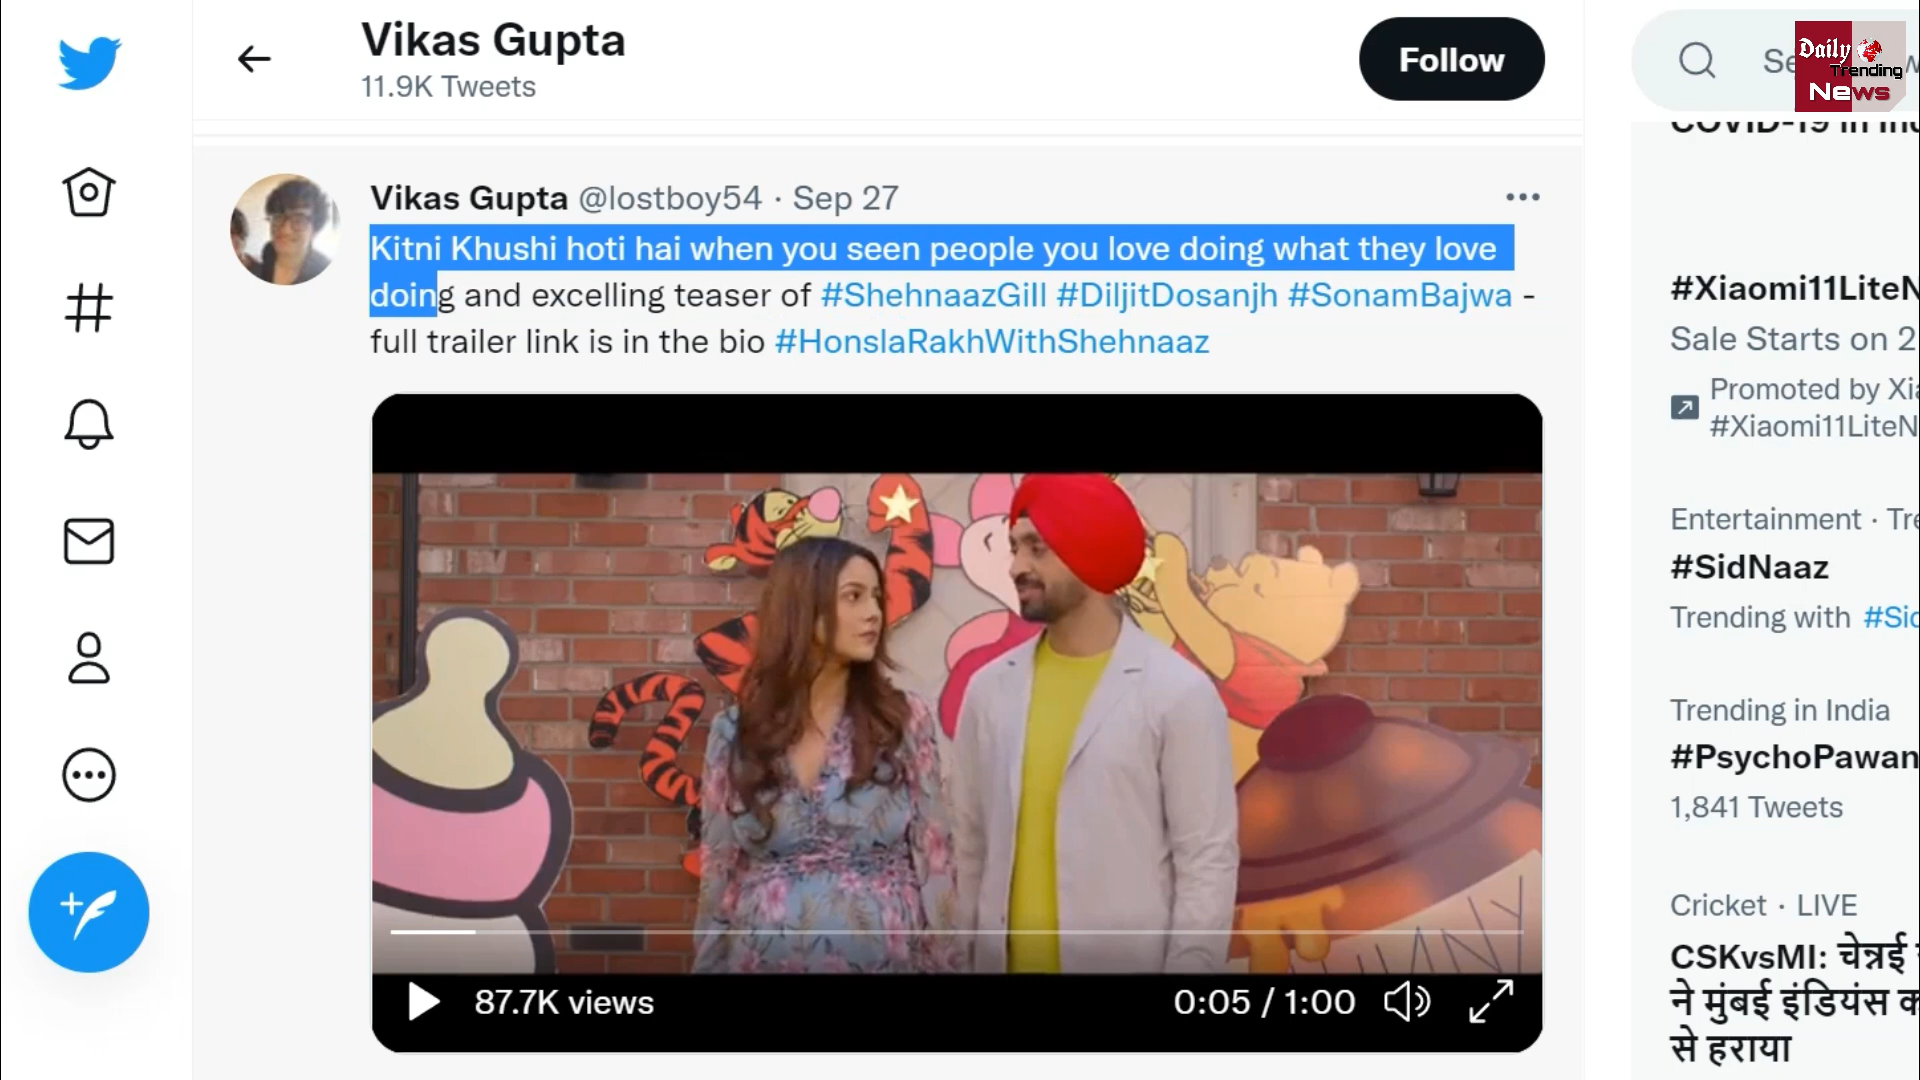 Vikas Gupta
11.9K Tweets
Follow
Daily
Trending
News
Vikas Gupta @lostboy54 · Sep 27
Kitni Khushi hoti hai when you seen people you love doing what they love
doing and excelling teaser of #ShehnaazGill #DiljitDosanjh #SonamBajwa -
full trailer link is in the bio #HonslaRakhWithShehnaaz
87.7K views
0:05 / 1:00
COVID-19 in
#Xiaomi11LiteN
Sale Starts on 2
Promoted by Xia
#Xiaomi11LiteN
Entertainment · Tre
#SidNaaz
Trending with #Sid
Trending in India
#PsychoPawan
1,841 Tweets
Cricket · LIVE
CSKvsMI: चेन्नई
ने मुंबई इंडियंस क
से हराया